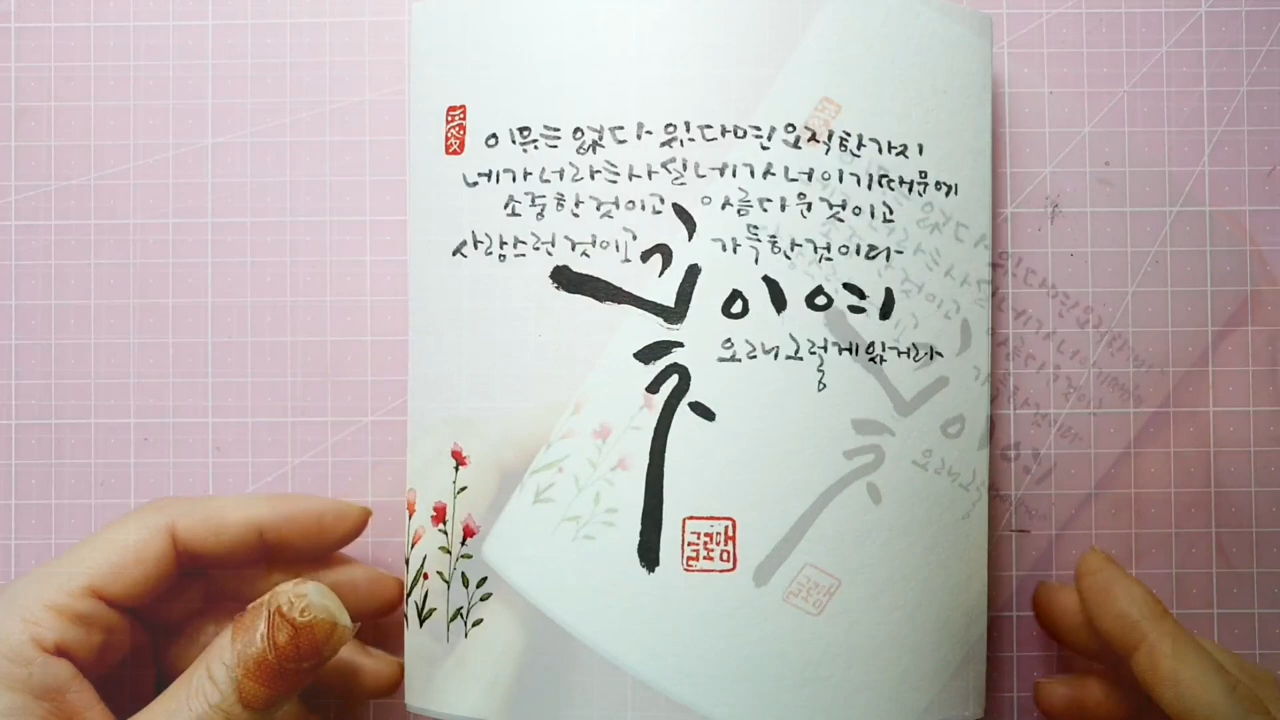 愛
이유는 없다 있다면 오직 한가지
네가 너라는 사실 네가 너이기 때문에
소중한 것이고 아름다운 것이고
사랑스런 것이고 가득한 것이다
꽃이여
오래 그렇게 있거라